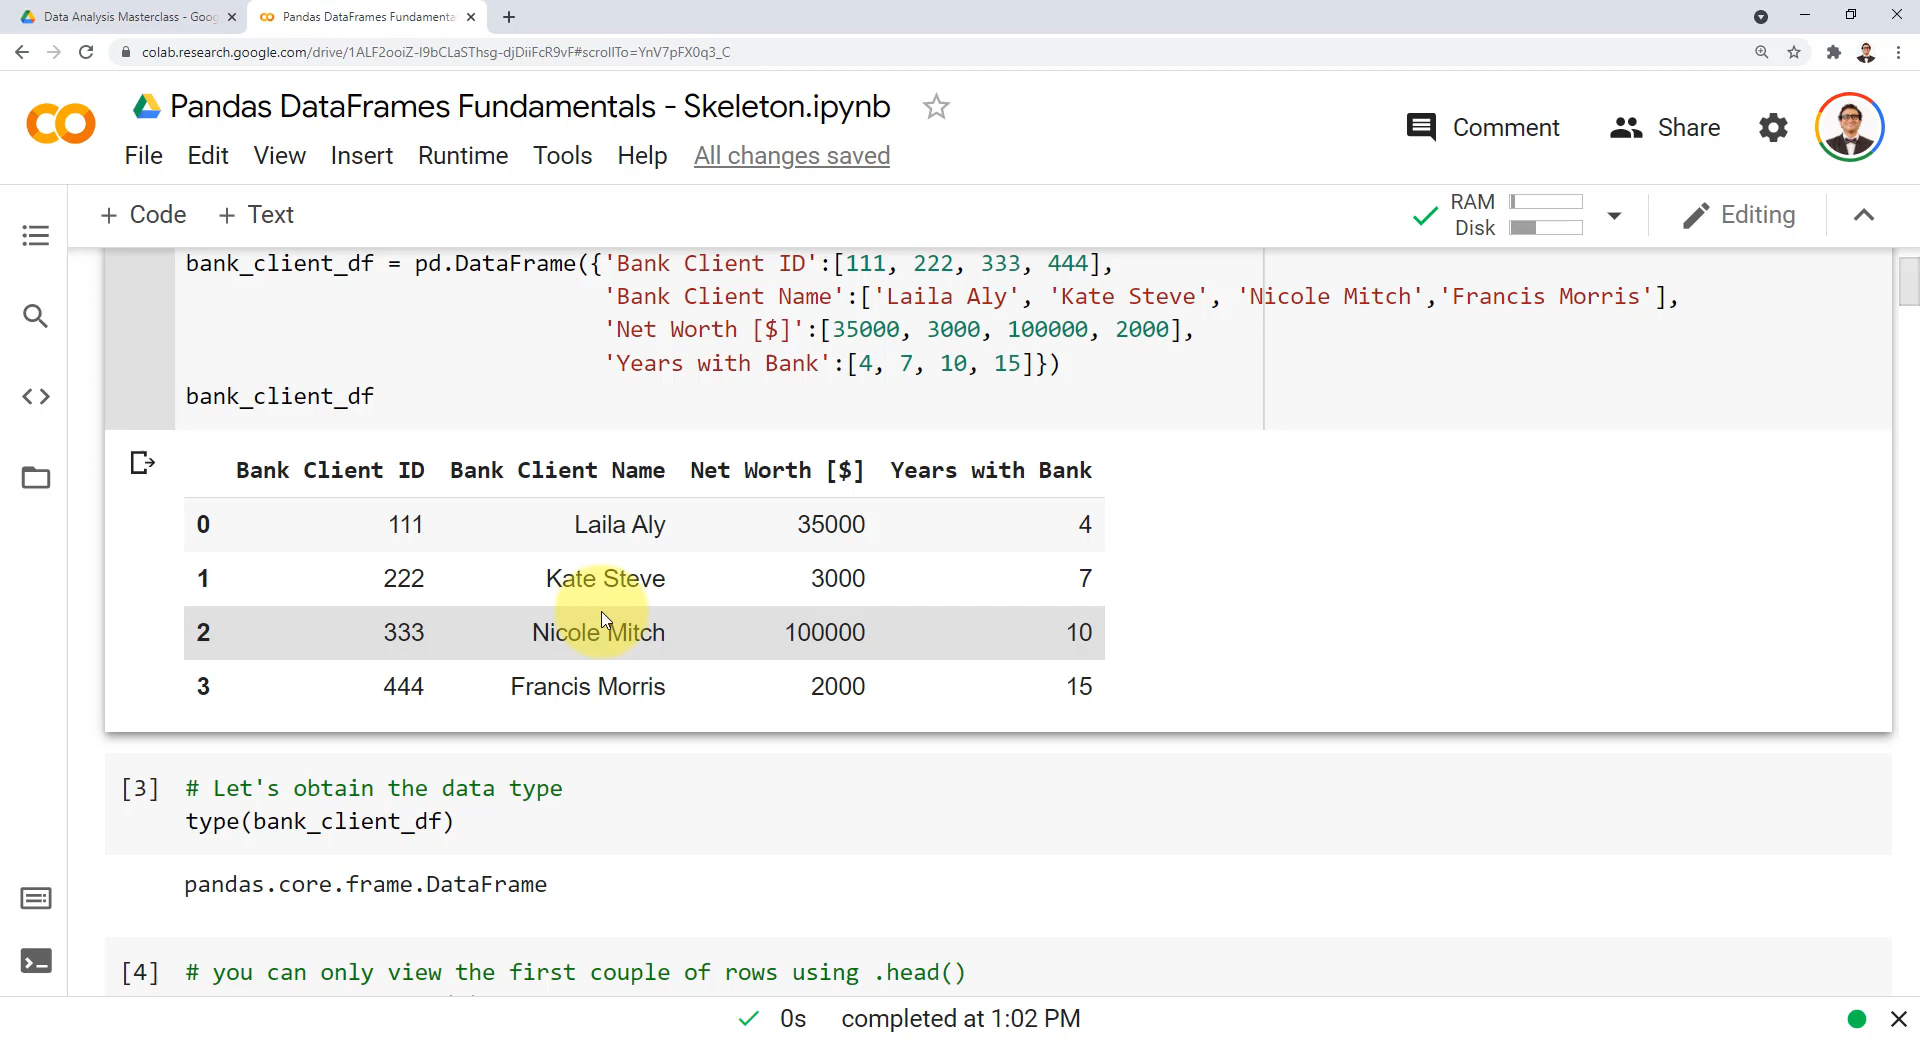 Data Analysis Masterclass - Goog
Pandas DataFrames Fundamenta
colab.research.google.com/drive/1ALF2ooiZ-I9bCLaSThsg-djDiiFcR9vF#scrollTo=YnV7pFX0q3_C
CO
Pandas DataFrames Fundamentals - Skeleton.ipynb
Comment
Share
File Edit View Insert Runtime Tools Help All changes saved
+ Code + Text
RAM
Disk
Editing
bank_client_df = pd.DataFrame({'Bank Client ID':[111, 222, 333, 444],
'Bank Client Name':['Laila Aly', 'Kate Steve', 'Nicole Mitch','Francis Morris'],
'Net Worth [$]':[35000, 3000, 100000, 2000],
'Years with Bank':[4, 7, 10, 15]})
bank_client_df
Bank Client ID Bank Client Name Net Worth [$] Years with Bank
0 111 Laila Aly 35000 4
1 222 Kate Steve 3000 7
2 333 Nicole Mitch 100000 10
3 444 Francis Morris 2000 15
[3] # Let's obtain the data type
type(bank_client_df)
pandas.core.frame.DataFrame
[4] # you can only view the first couple of rows using .head()
0s completed at 1:02 PM